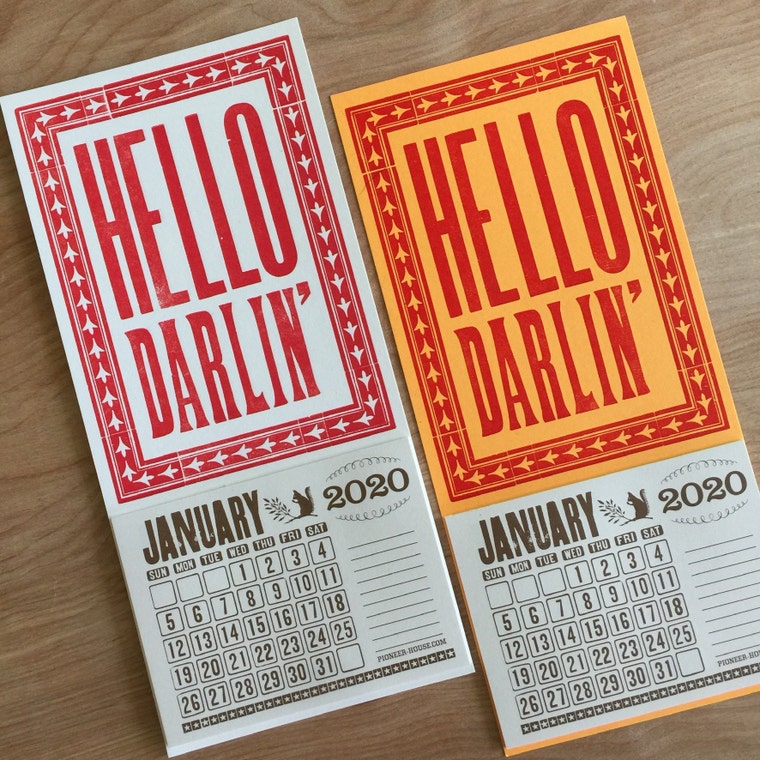 HELLO
DARLIN'
JANUARY 2020
SUN MON TUE WED THU FRI SAT
1 2 3 4
5 6 7 8 9 10 11
12 13 14 15 16 17 18
19 20 21 22 23 24 25
26 27 28 29 30 31
PIONEER-HOUSE.COM
HELLO
DARLIN'
JANUARY 2020
SUN MON TUE WED THU FRI SAT
1 2 3 4
5 6 7 8 9 10 11
12 13 14 15 16 17 18
19 20 21 22 23 24 25
26 27 28 29 30 31
PIONEER-HOUSE.COM